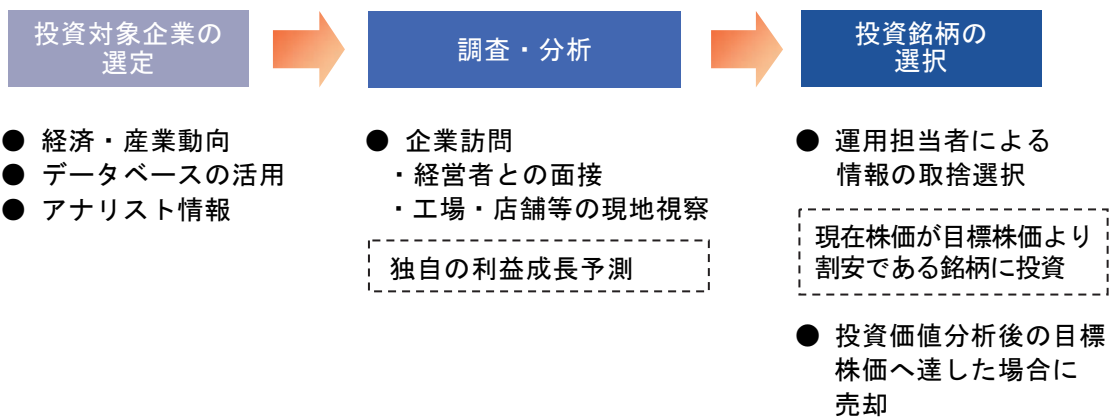 投資対象企業の
選定
調査・分析
投資銘柄の
選択
● 経済・産業動向
● データベースの活用
● アナリスト情報
● 企業訪問
・経営者との面接
・工場・店舗等の現地視察
独自の利益成長予測
● 運用担当者による
情報の取捨選択
現在株価が目標株価より
割安である銘柄に投資
● 投資価値分析後の目標
株価へ達した場合に
売却